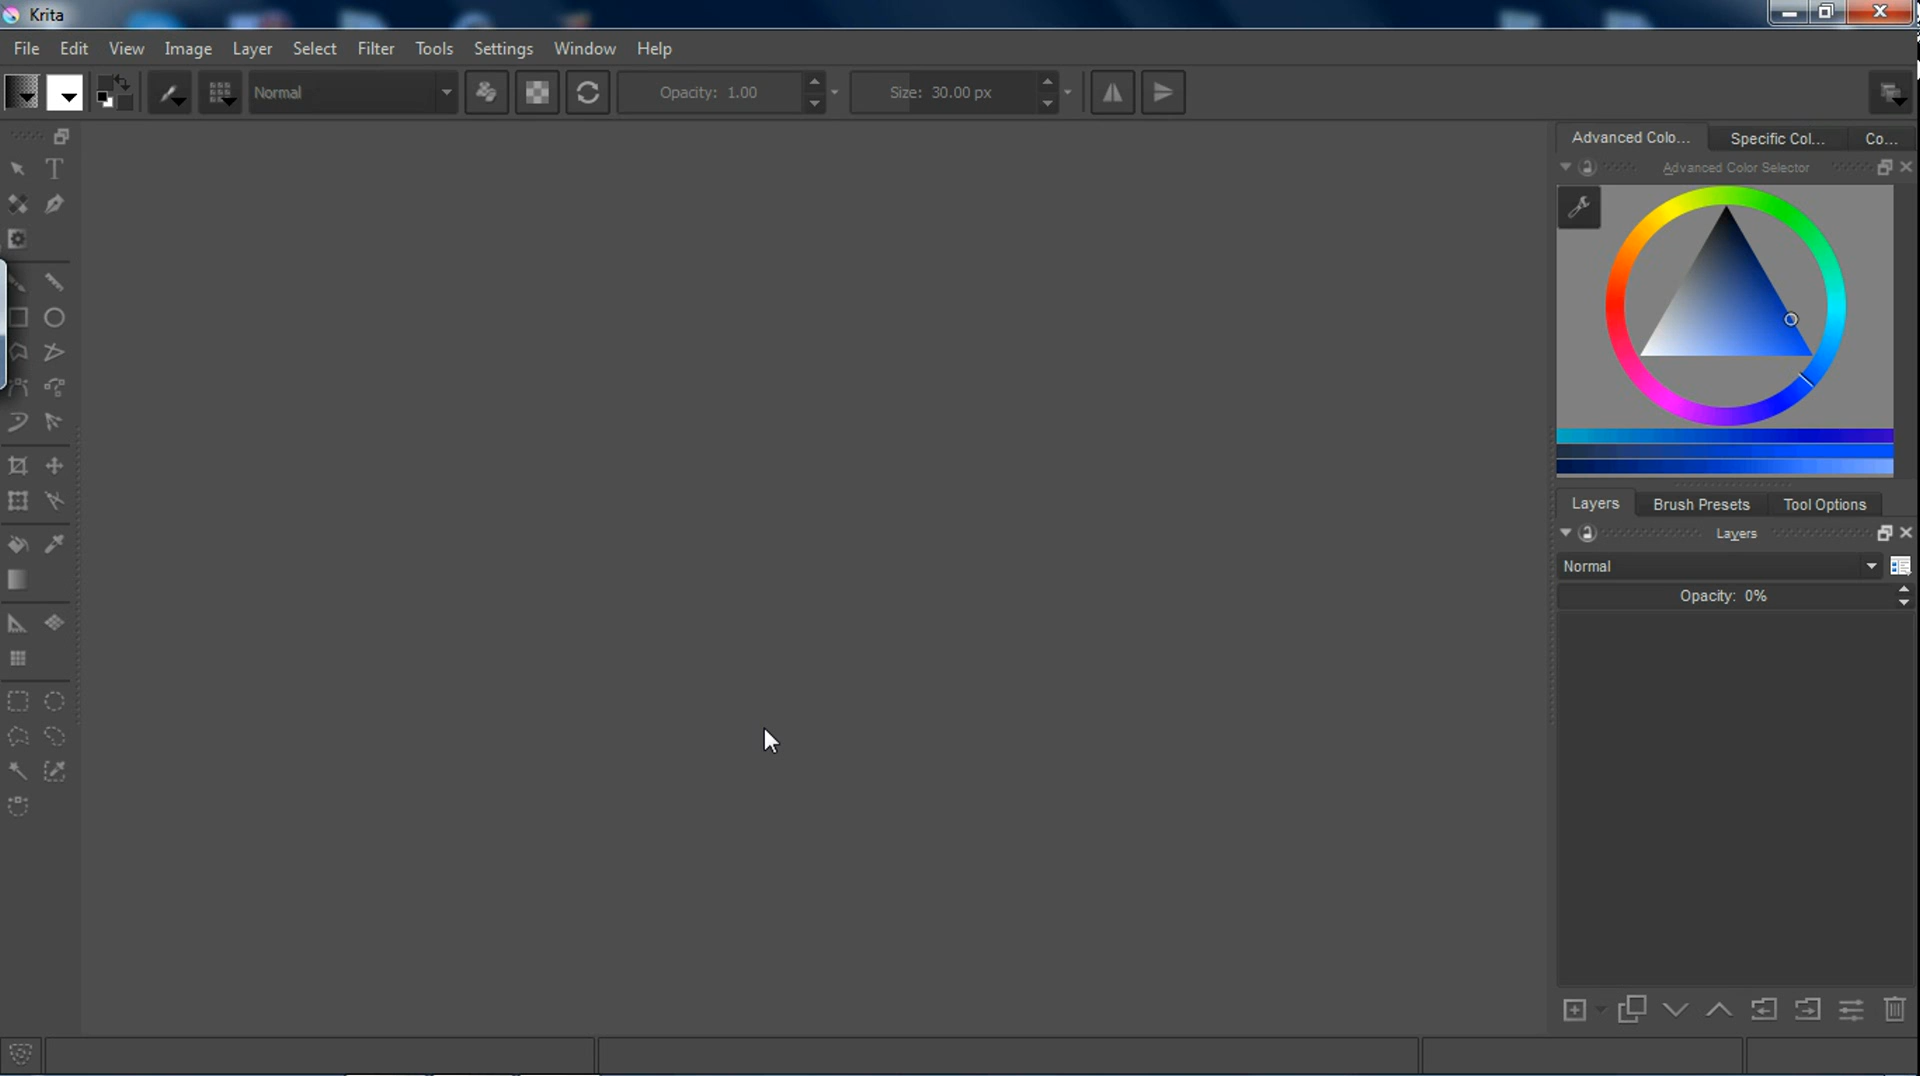 Krita
File Edit View Image Layer Select Filter Tools Settings Window Help
Normal Opacity: 1.00 Size: 30.00 px
Advanced Colo... Specific Col... Co...
Advanced Color Selector
T
Layers Brush Presets Tool Options
Layers
Normal
Opacity: 0%